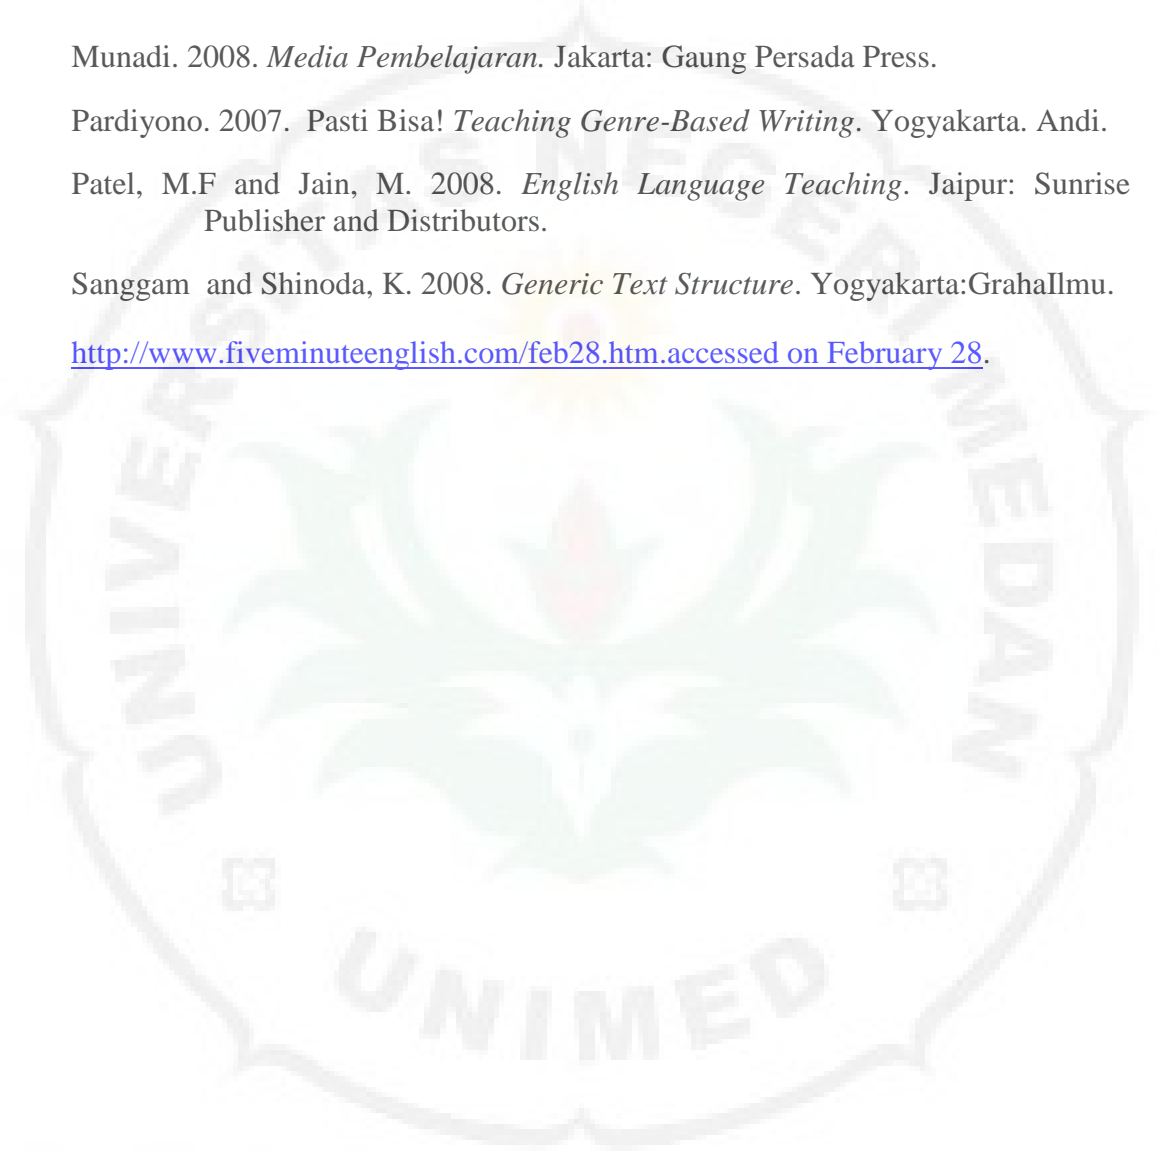 Munadi. 2008. Media Pembelajaran. Jakarta: Gaung Persada Press.
Pardiyono. 2007.  Pasti Bisa! Teaching Genre-Based Writing. Yogyakarta. Andi.
Patel, M.F and Jain, M. 2008. English Language Teaching. Jaipur: Sunrise
Publisher and Distributors.
Sanggam  and Shinoda, K. 2008. Generic Text Structure. Yogyakarta:GrahaIlmu.
http://www.fiveminuteenglish.com/feb28.htm.accessed on February 28.
UNIVERSITAS NEGERI MEDAN
UNIMED